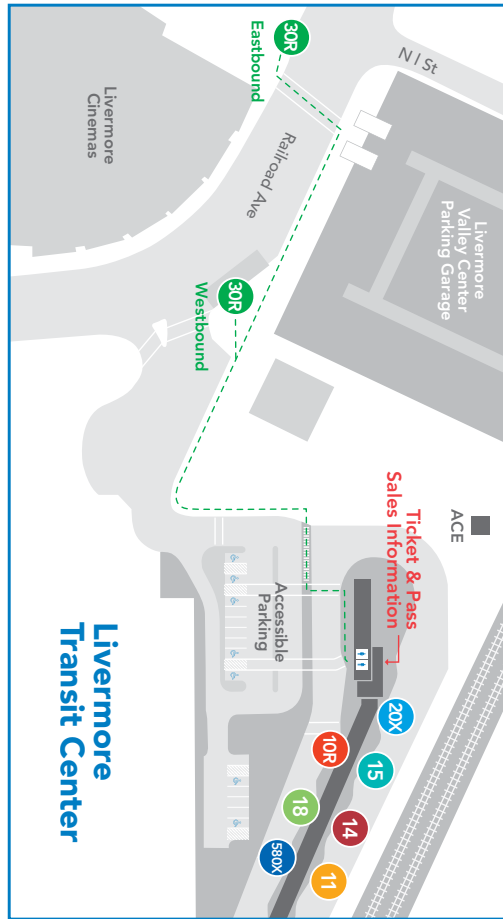 N I St
30R
Eastbound
Livermore
Cinemas
Railroad Ave
Livermore
Valley Center
Parking Garage
30R
Westbound
ACE
Ticket & Pass
Sales Information
Accessible
Parking
20X
15
10R
14
18
11
580X
Livermore
Transit Center